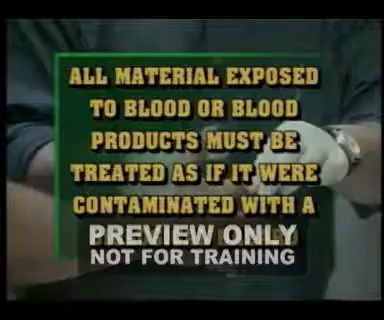 ALL MATERIAL EXPOSED
TO BLOOD OR BLOOD
PRODUCTS MUST BE
TREATED AS IF IT WERE
CONTAMINATED WITH A
PREVIEW ONLY
NOT FOR TRAINING